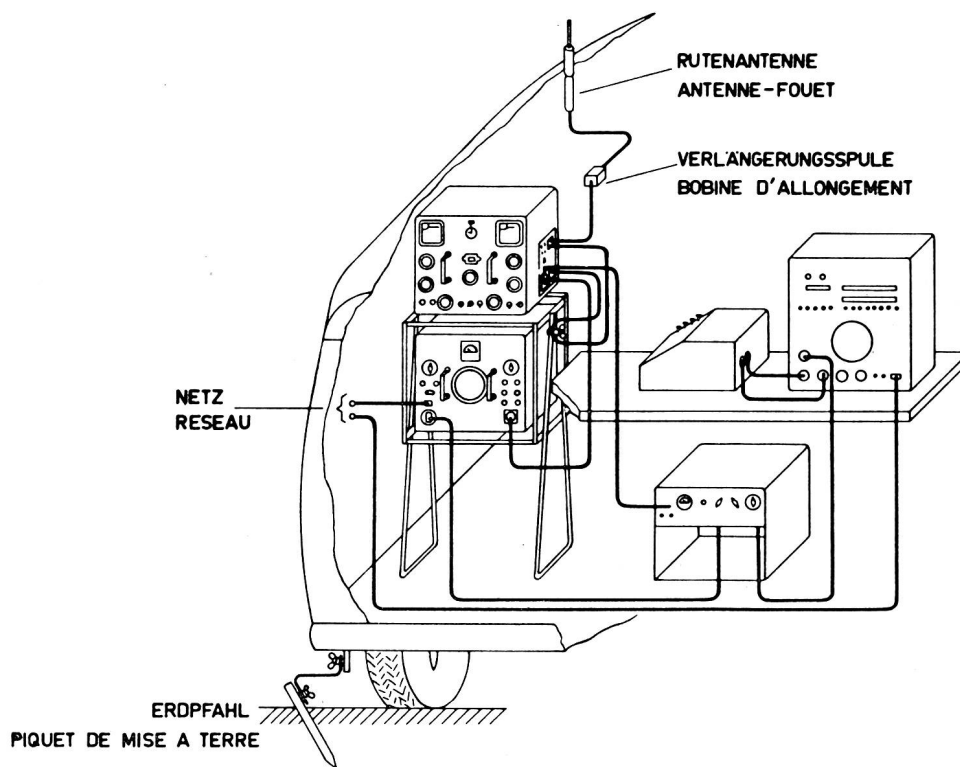 RUTENANTENNE
ANTENNE-FOUET
VERLÄNGERUNGSSPULE
BOBINE D'ALLONGEMENT
NETZ
RESEAU
ERDPFAHL
PIQUET DE MISE A TERRE